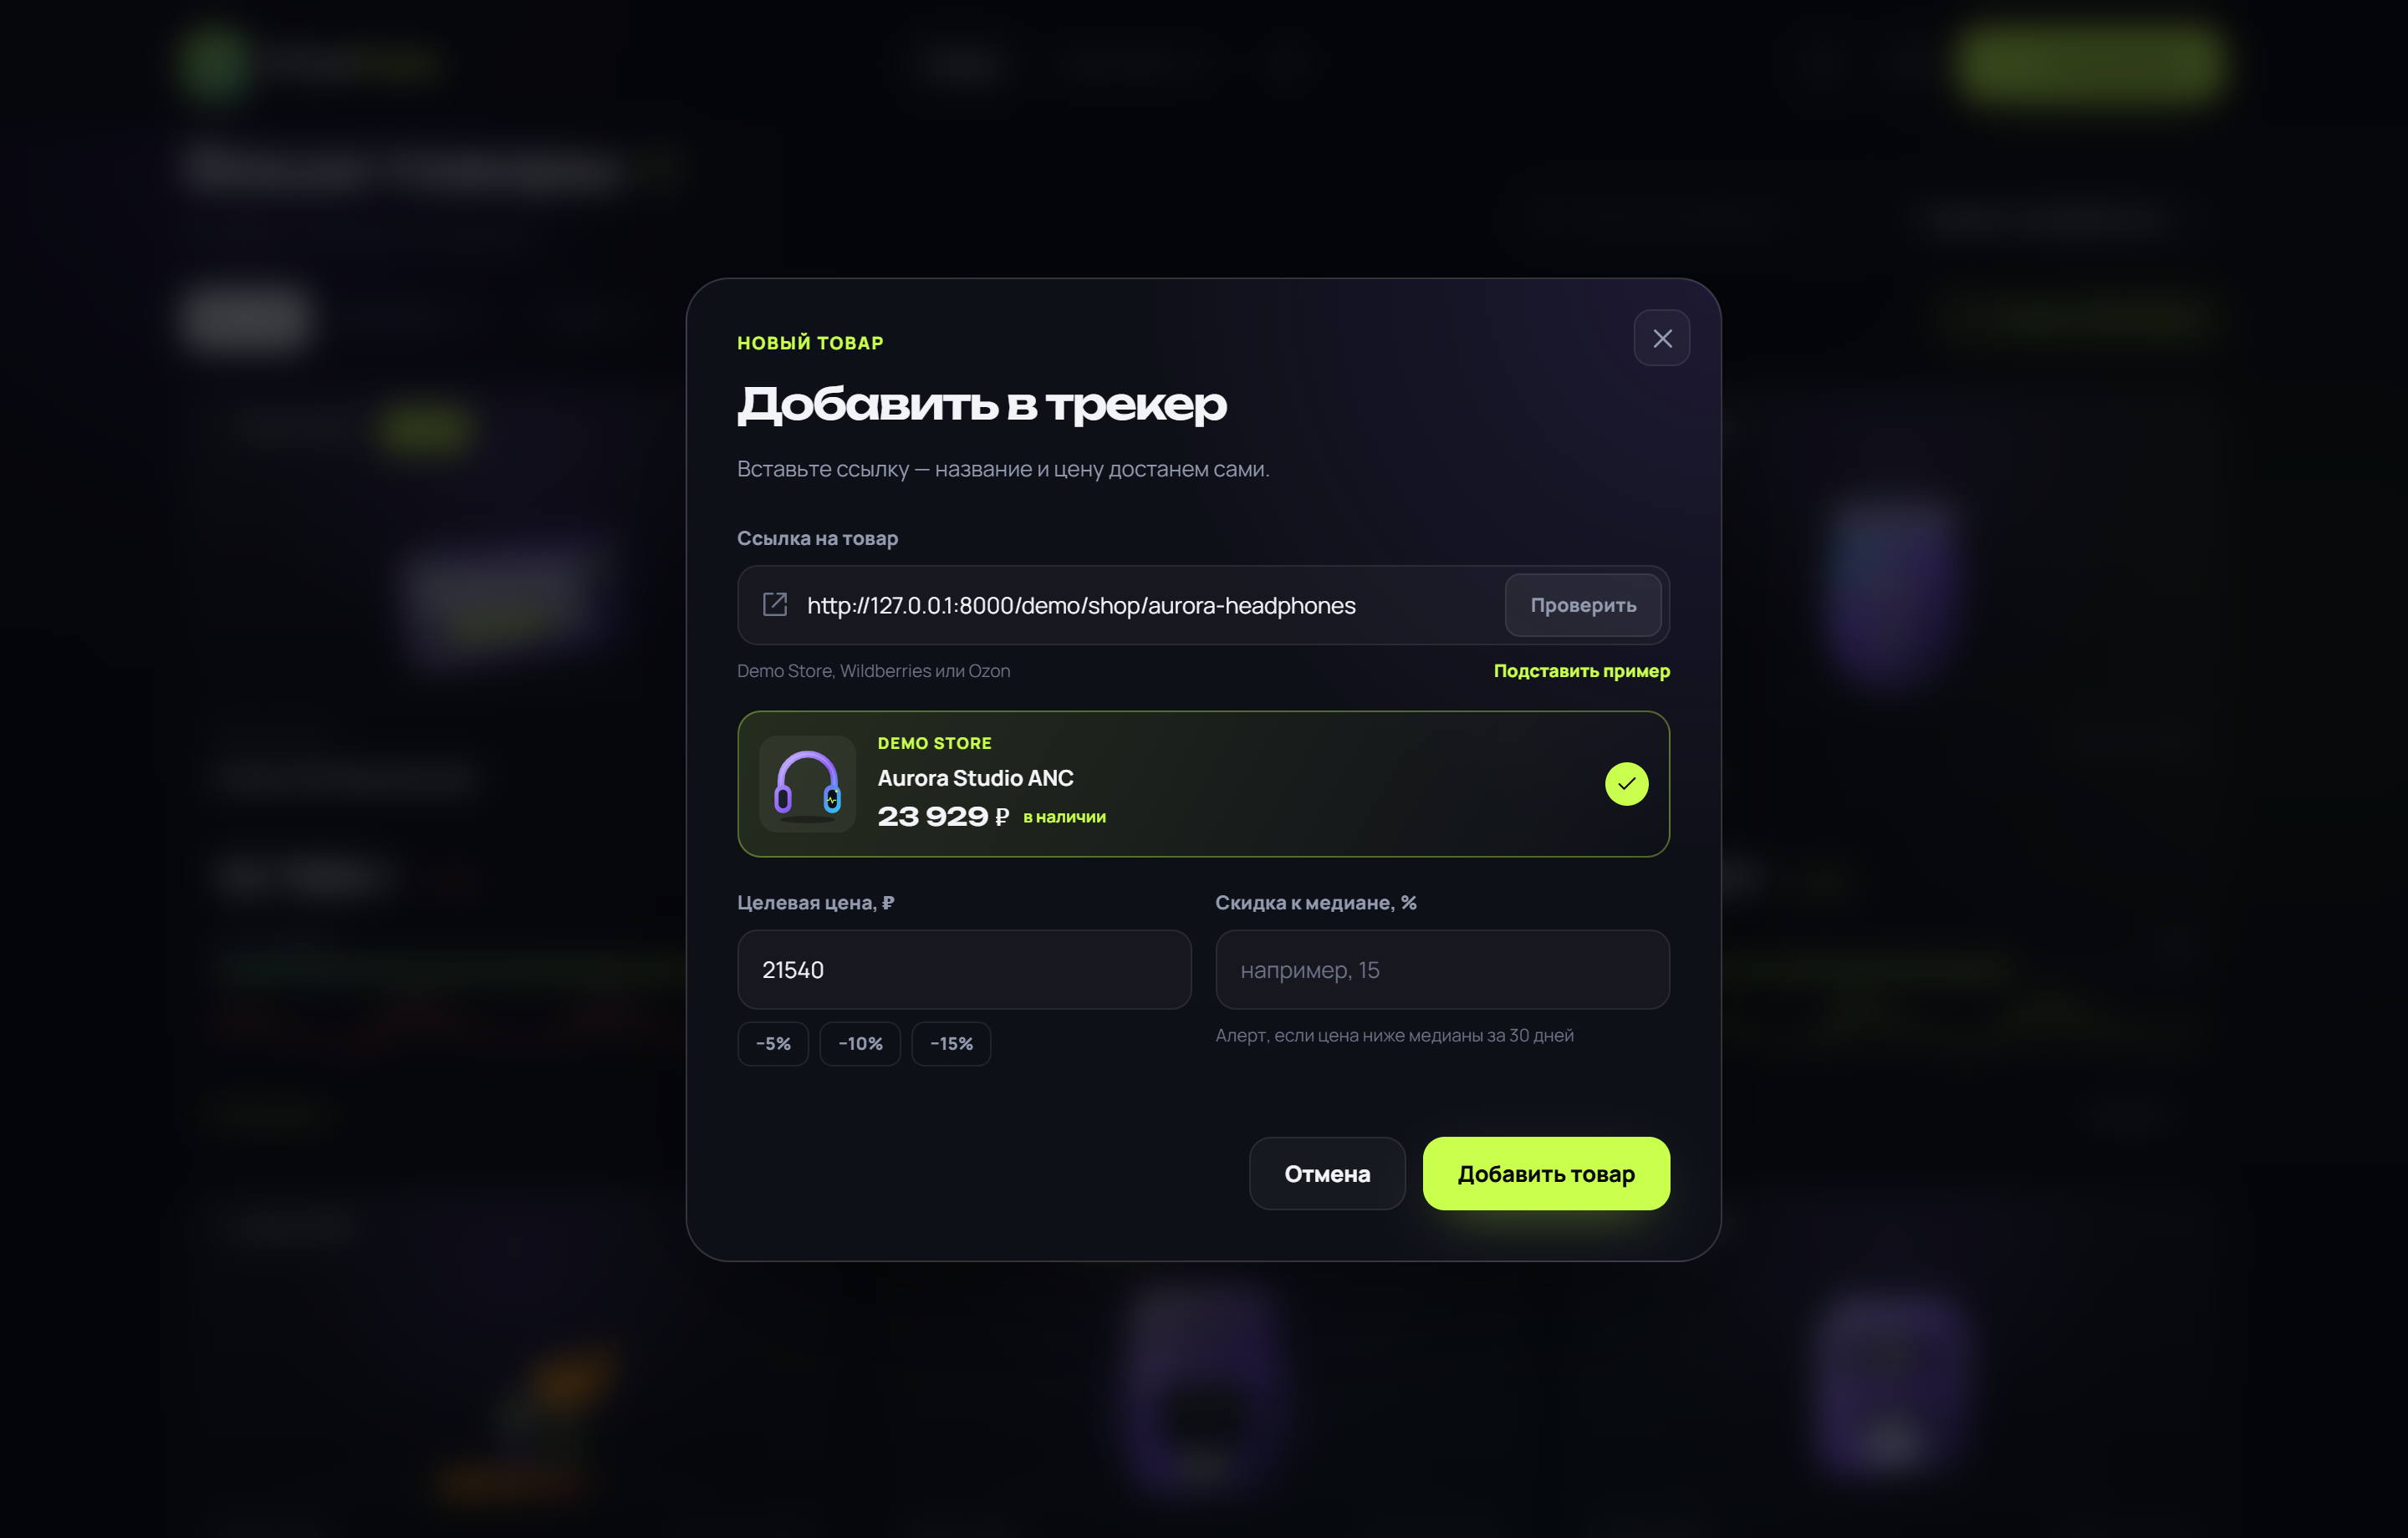 НОВЫЙ ТОВАР
Добавить в трекер
Вставьте ссылку — название и цену достанем сами.
Ссылка на товар
http://127.0.0.1:8000/demo/shop/aurora-headphones
Проверить
Demo Store, Wildberries или Ozon
Подставить пример
DEMO STORE
Aurora Studio ANC
23 929 ₽ в наличии
Целевая цена, ₽
Скидка к медиане, %
21540
например, 15
−5% −10% −15%
Алерт, если цена ниже медианы за 30 дней
Отмена
Добавить товар